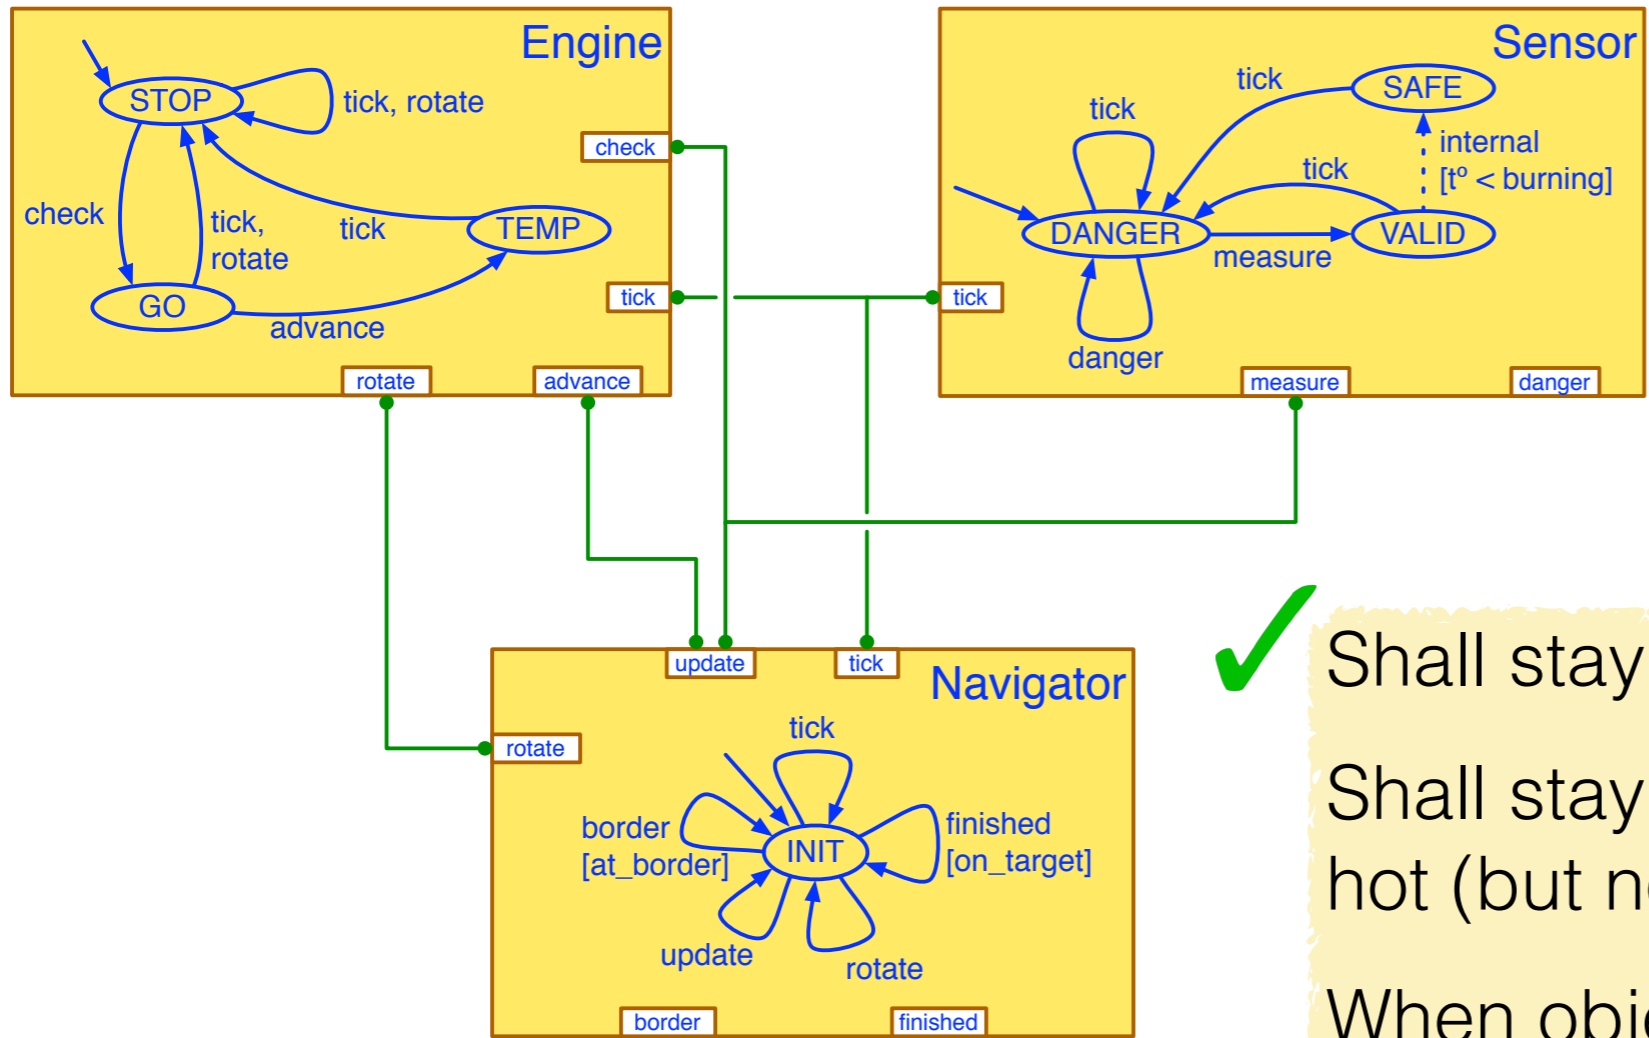 Engine
STOP
tick, rotate
check
check
tick,
rotate
tick
TEMP
GO
advance
tick
rotate
advance
Sensor
tick
SAFE
tick
internal
[tº < burning]
tick
DANGER
VALID
measure
tick
danger
measure
danger
update
tick
Navigator
rotate
tick
border
[at_border]
INIT
finished
[on_target]
update
rotate
border
finished
Shall stay
Shall stay
hot (but
When